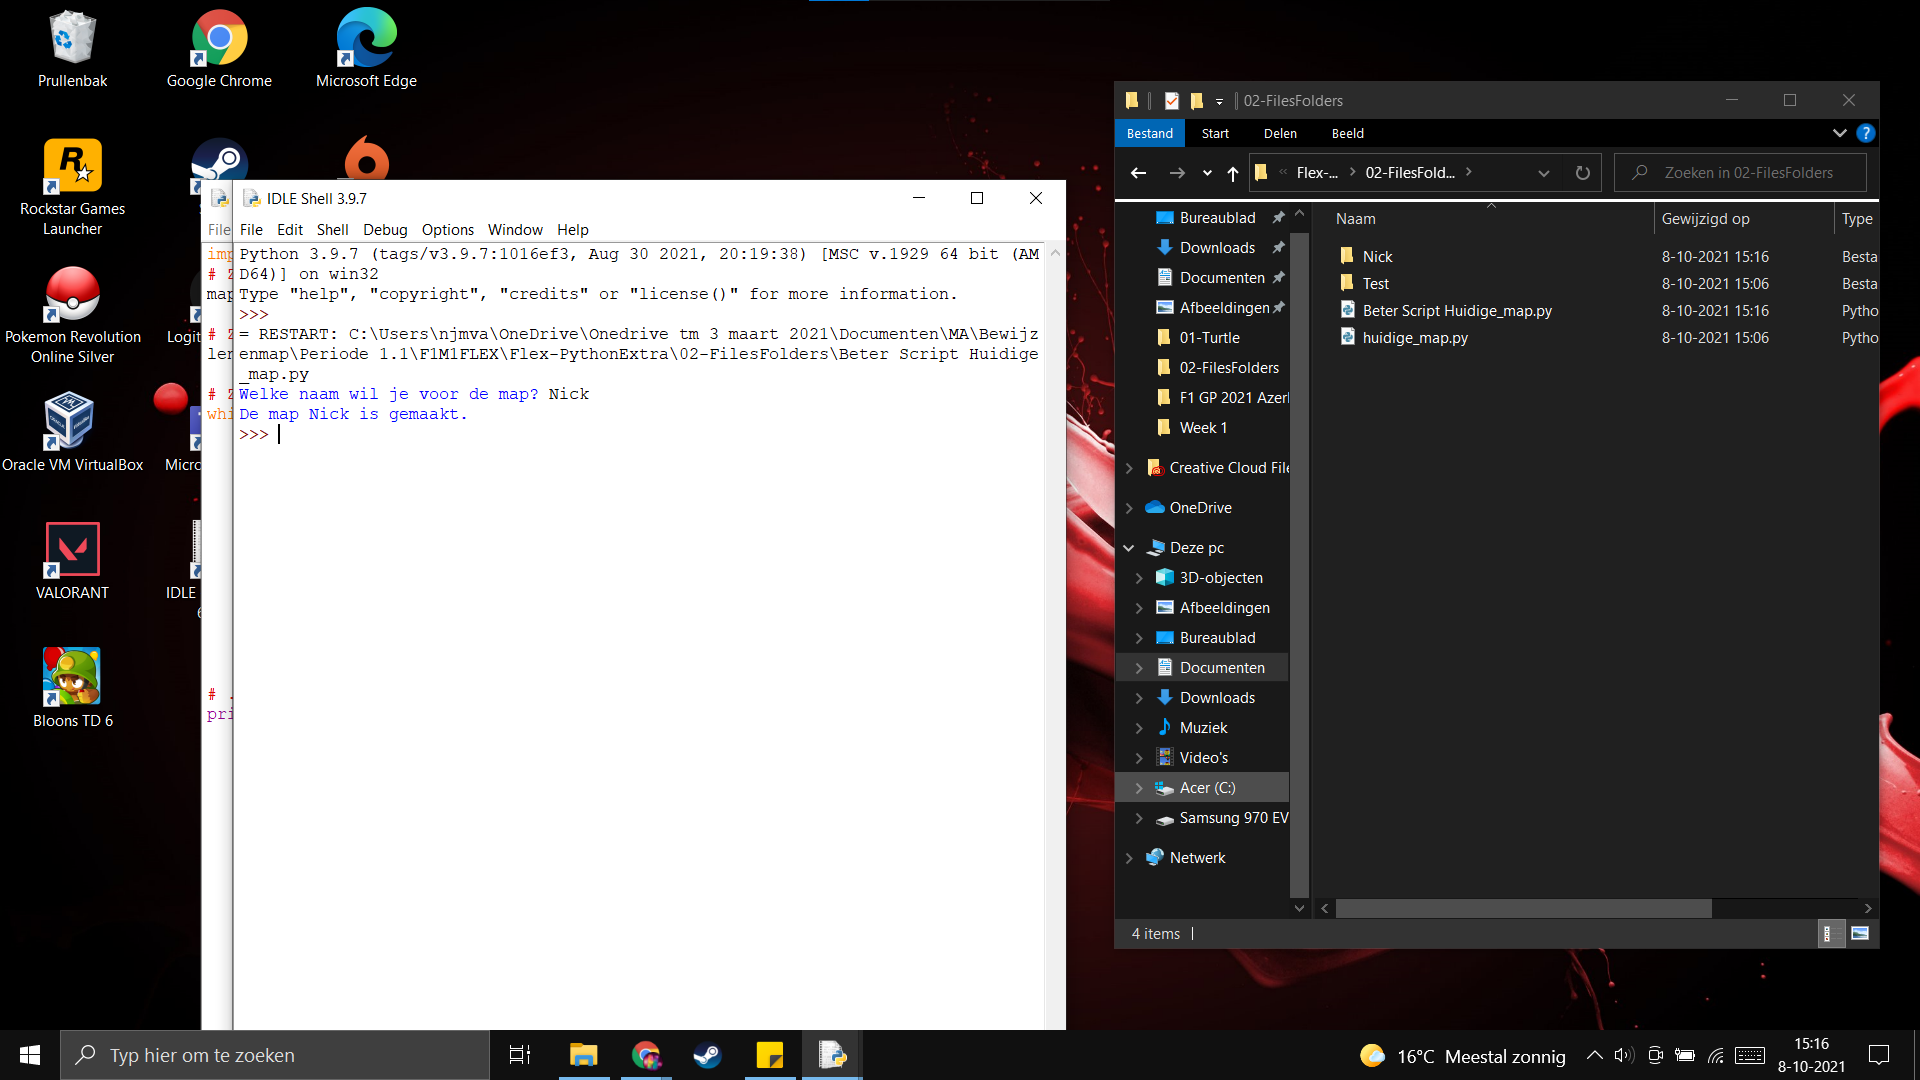 Prullenbak
Google Chrome
Microsoft Edge
Rockstar Games
Launcher
Pokemon Revolution
Online Silver
Logit
Oracle VM VirtualBox
Micro
VALORANT
IDLE
Bloons TD 6
File
imp
#
map
#
#
whi
# .
pri
IDLE Shell 3.9.7
File Edit Shell Debug Options Window Help
Python 3.9.7 (tags/v3.9.7:1016ef3, Aug 30 2021, 20:19:38) [MSC v.1929 64 bit (AM
D64)] on win32
Type "help", "copyright", "credits" or "license()" for more information.
>>>
= RESTART: C:\Users\njmva\OneDrive\Onedrive tm 3 maart 2021\Documenten\MA\Bewijz
enmap\Periode 1.1\F1M1FLEX\Flex-PythonExtra\02-FilesFolders\Beter Script Huidige
_map.py
Welke naam wil je voor de map? Nick
De map Nick is gemaakt.
>>>
02-FilesFolders
Bestand Start Delen Beeld
« Flex-... > 02-FilesFold... >
Zoeken in 02-FilesFolders
Bureaublad
Downloads
Documenten
Afbeeldingen
01-Turtle
02-FilesFolders
F1 GP 2021 Azer
Week 1
Creative Cloud File
OneDrive
Deze pc
3D-objecten
Afbeeldingen
Bureaublad
Documenten
Downloads
Muziek
Video's
Acer (C:)
Samsung 970 EV
Netwerk
Naam Gewijzigd op Type
Nick 8-10-2021 15:16 Besta
Test 8-10-2021 15:06 Besta
Beter Script Huidige_map.py 8-10-2021 15:16 Pytho
huidige_map.py 8-10-2021 15:06 Pytho
4 items
Typ hier om te zoeken
16°C Meestal zonnig
15:16
8-10-2021